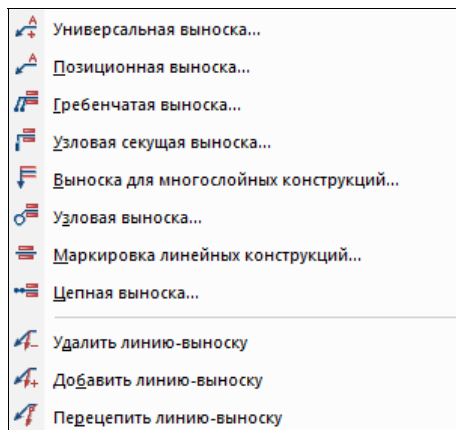 Универсальная выноска...
Позиционная выноска...
Гребенчатая выноска...
Узловая секущая выноска...
Выноска для многослойных конструкций...
Узловая выноска...
Маркировка линейных конструкций...
Цепная выноска...
Удалить линию-выноску
Добавить линию-выноску
Перецепить линию-выноску